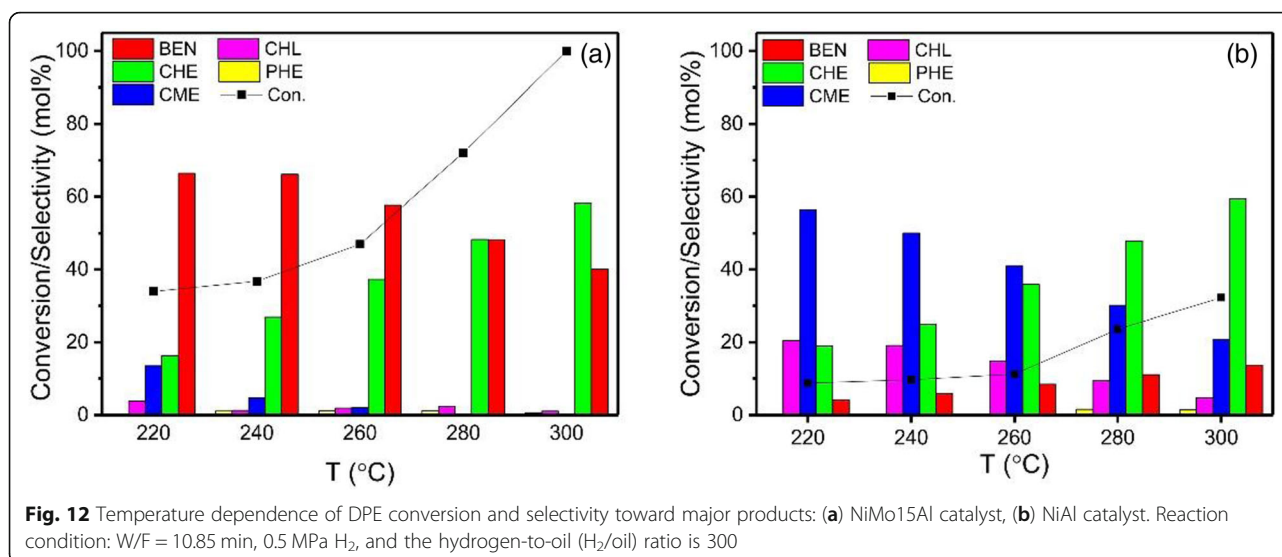 BEN CHL (a)
CHE PHE
CME Con.
Conversion/Selectivity (mol%)
100
80
60
40
20
0
220 240 260 280 300
T (°C)
BEN CHL (b)
CHE PHE
CME Con.
Conversion/Selectivity (mol%)
100
80
60
40
20
0
220 240 260 280 300
T (°C)
Fig. 12 Temperature dependence of DPE conversion and selectivity toward major products: (a) NiMo15Al catalyst, (b) NiAl catalyst. Reaction
condition: W/F = 10.85 min, 0.5 MPa H₂, and the hydrogen-to-oil (H₂/oil) ratio is 300